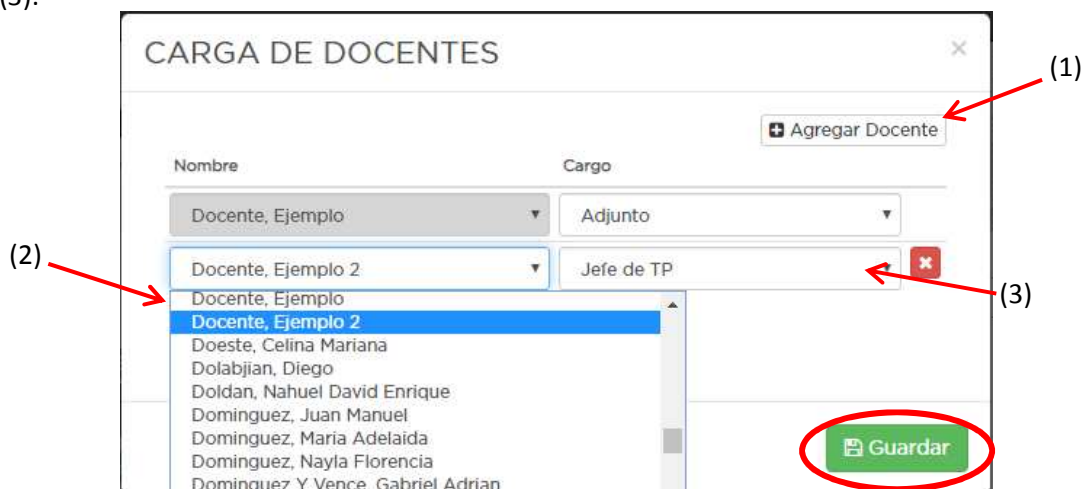 (3).
CARGA DE DOCENTES ×
(1)
Agregar Docente
Nombre Cargo
Docente, Ejemplo Adjunto
(2)
Docente, Ejemplo 2 Jefe de TP
(3)
Docente, Ejemplo
Docente, Ejemplo 2
Doeste, Celina Mariana
Dolabjian, Diego
Doldan, Nahuel David Enrique
Dominguez, Juan Manuel
Dominguez, Maria Adelaida
Dominguez, Nayla Florencia
Dominguez Y Vence, Gabriel Adrian
Guardar